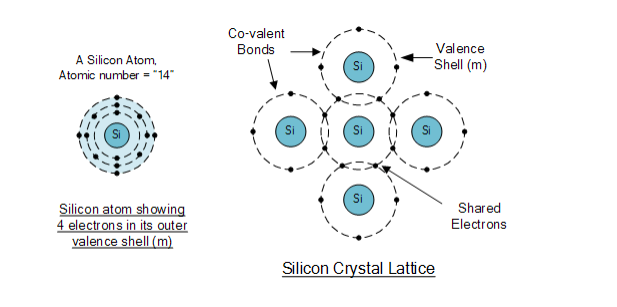 A Silicon Atom,
Atomic number = "14"
Si
Silicon atom showing
4 electrons in its outer
valence shell (m)
Co-valent
Bonds
Valence
Shell (m)
Si
Si
Si
Si
Si
Shared
Electrons
Silicon Crystal Lattice